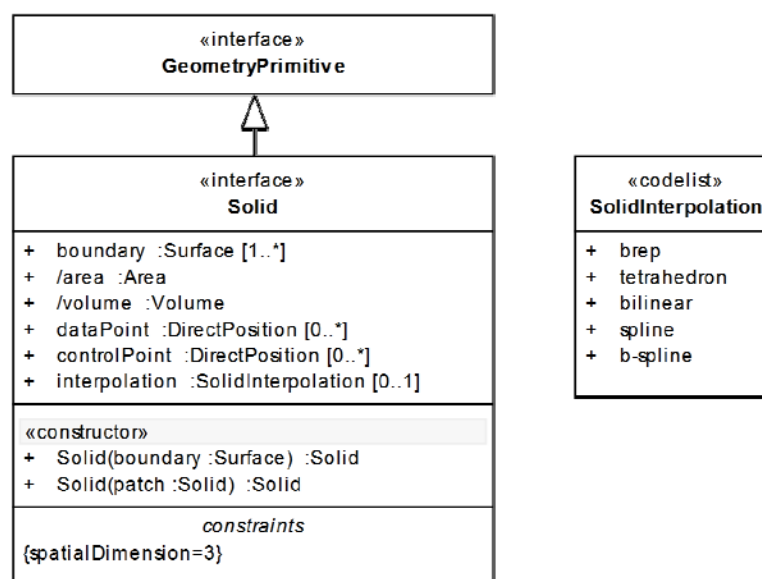 «interface»
GeometryPrimitive
«interface»
Solid
+ boundary :Surface [1..*]
+ /area :Area
+ /volume :Volume
+ dataPoint :DirectPosition [0..*]
+ controlPoint :DirectPosition [0..*]
+ interpolation :SolidInterpolation [0..1]
«constructor»
+ Solid(boundary :Surface) :Solid
+ Solid(patch :Solid) :Solid
constraints
{spatialDimension=3}
«codelist»
SolidInterpolation
+ brep
+ tetrahedron
+ bilinear
+ spline
+ b-spline